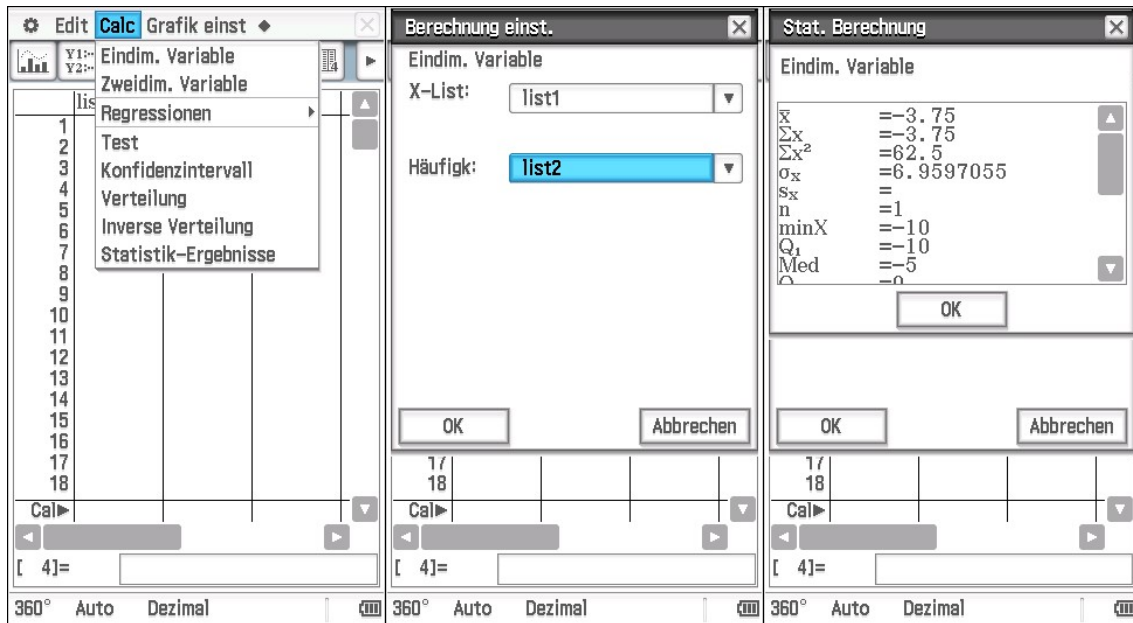 Edit Calc Grafik einst ◆
Y1:··
Y2:··
Eindim. Variable
Zweidim. Variable
Regressionen
Test
Konfidenzintervall
Verteilung
Inverse Verteilung
Statistik-Ergebnisse
lis
1
2
3
4
5
6
7
8
9
10
11
12
13
14
15
16
17
18
Cal▶
[ 4]=
360° Auto Dezimal
Berechnung einst.
Eindim. Variable
X-List: list1
Häufigk: list2
OK Abbrechen
17
18
Cal▶
[ 4]=
360° Auto Dezimal
Stat. Berechnung
Eindim. Variable
x̄ =-3.75
Σx =-3.75
Σx² =62.5
σx =6.9597055
sx =
n =1
minX =-10
Q₁ =-10
Med =-5
OK
OK Abbrechen
17
18
Cal▶
[ 4]=
360° Auto Dezimal